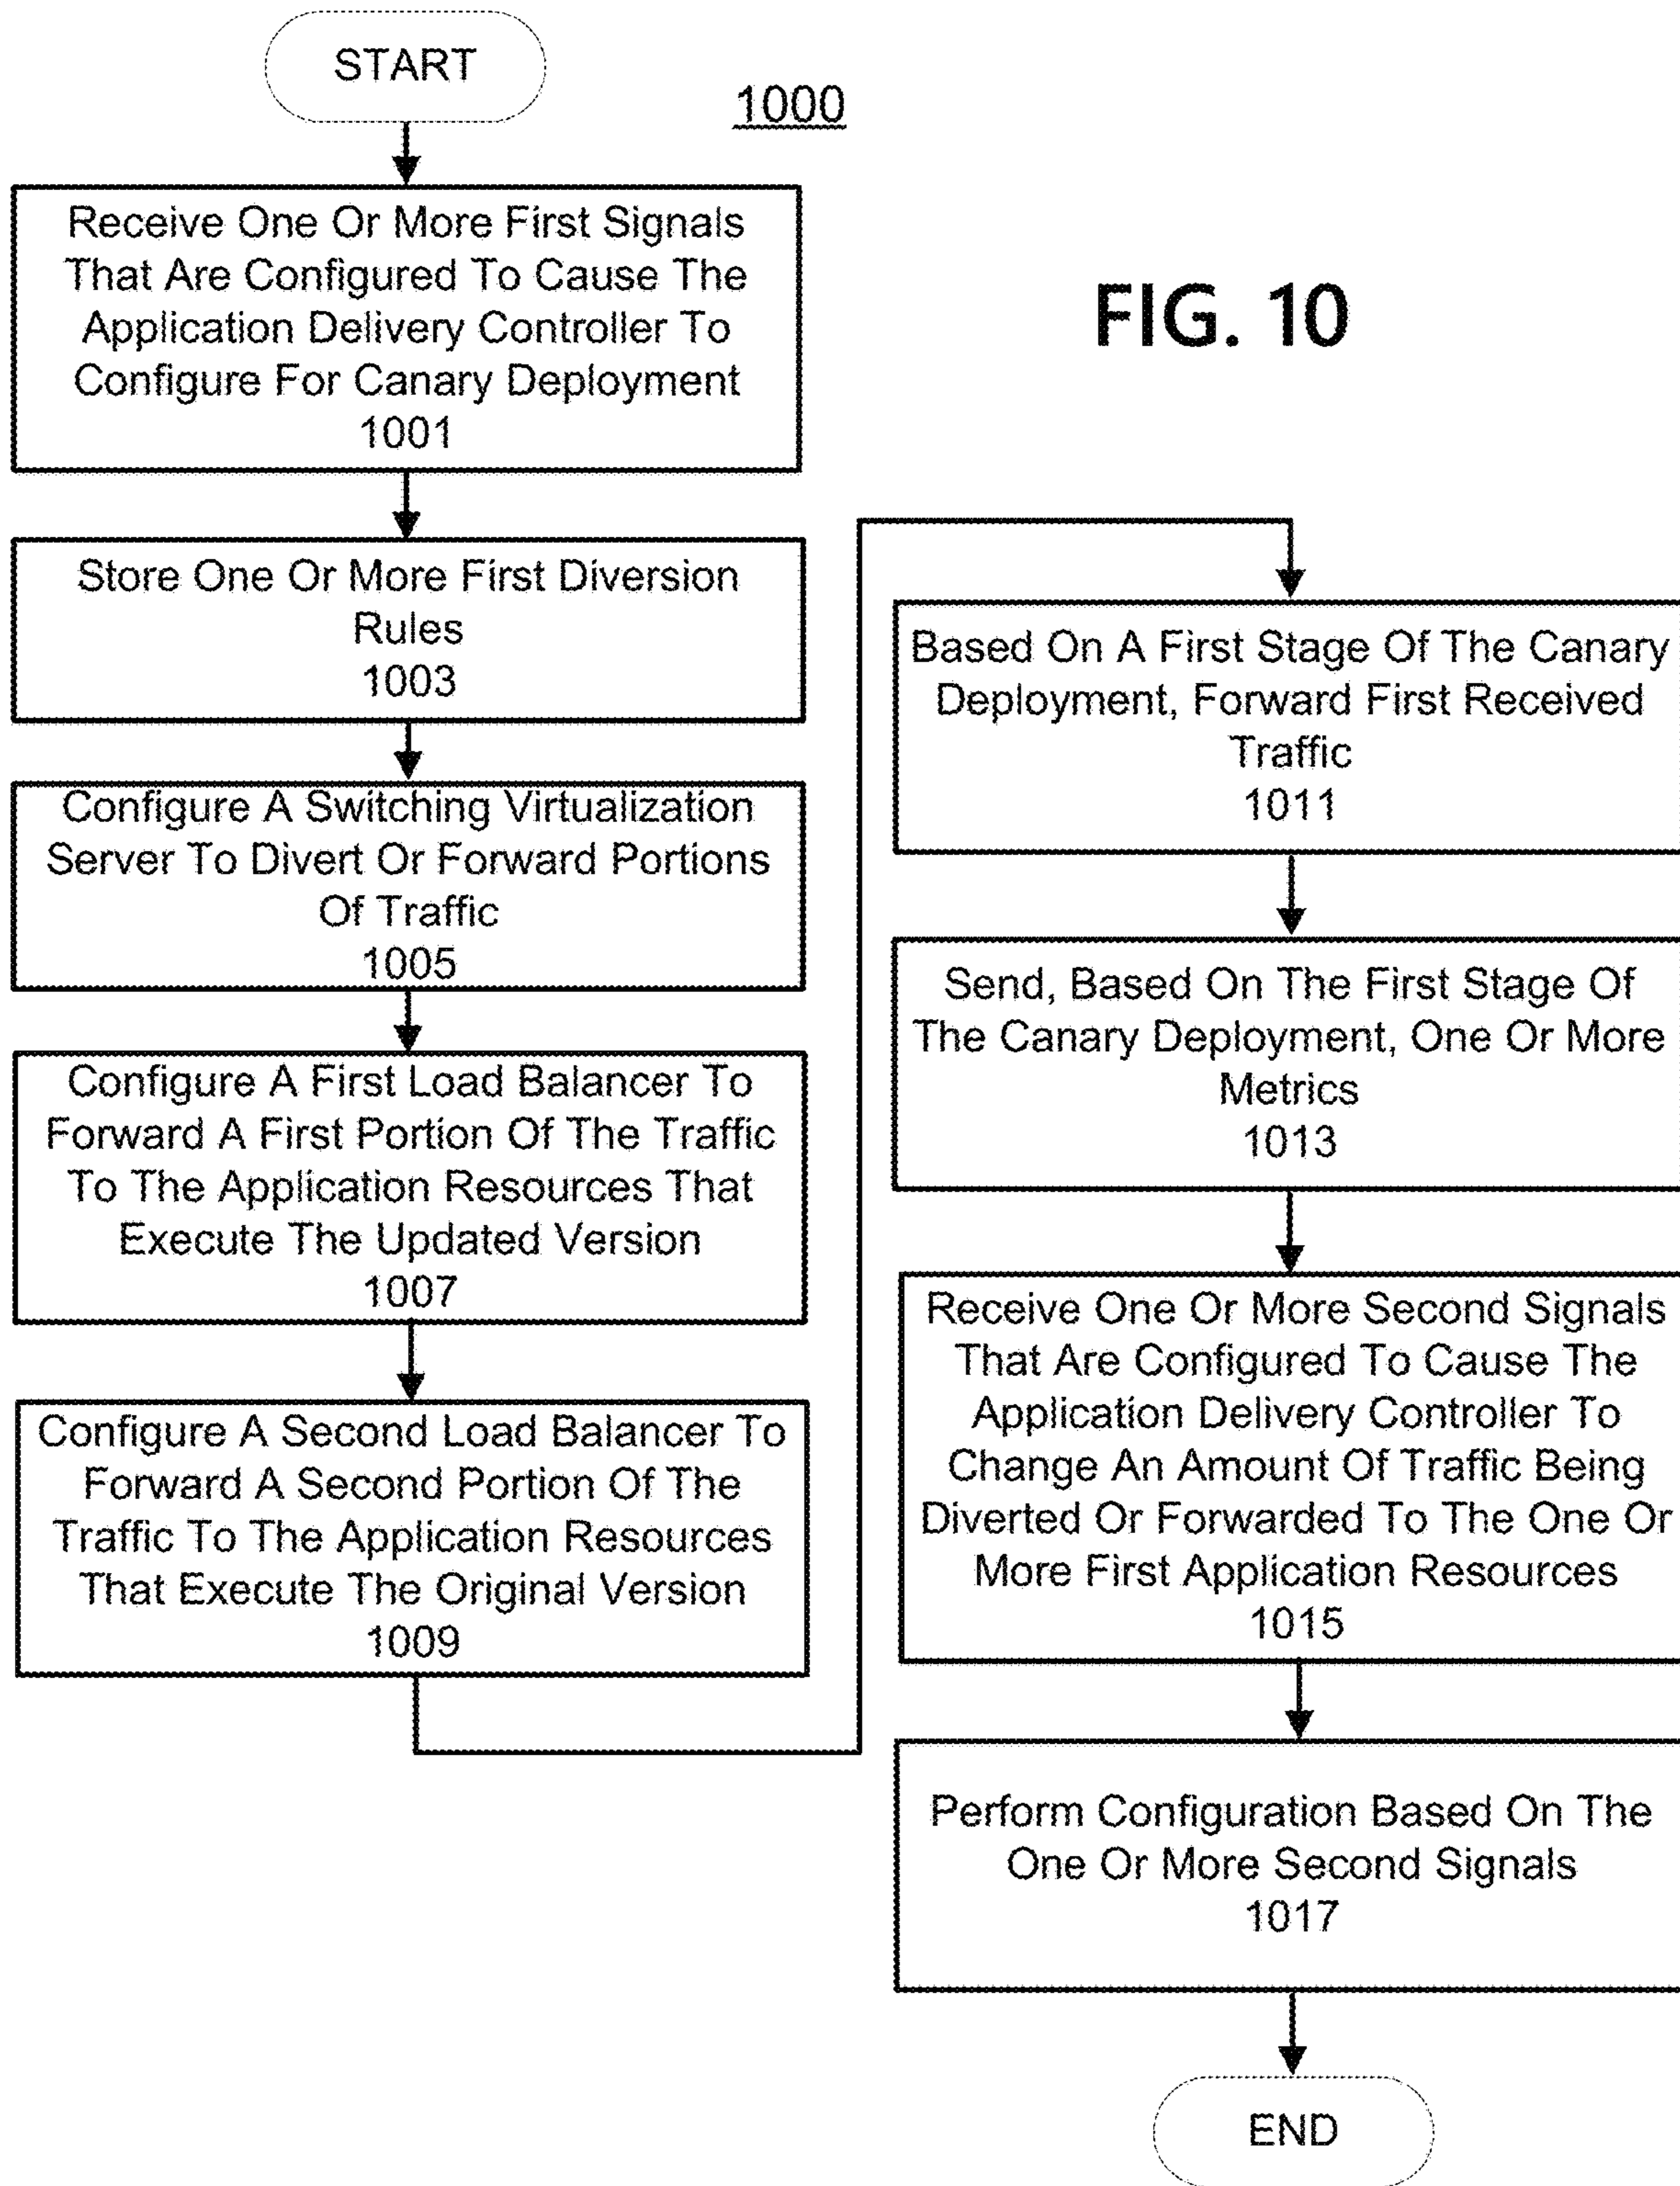 START
1000
FIG. 10
Receive One Or More First Signals
That Are Configured To Cause The
Application Delivery Controller To
Configure For Canary Deployment
1001
Store One Or More First Diversion
Rules
1003
Configure A Switching Virtualization
Server To Divert Or Forward Portions
Of Traffic
1005
Configure A First Load Balancer To
Forward A First Portion Of The Traffic
To The Application Resources That
Execute The Updated Version
1007
Configure A Second Load Balancer To
Forward A Second Portion Of The
Traffic To The Application Resources
That Execute The Original Version
1009
Based On A First Stage Of The Canary
Deployment, Forward First Received
Traffic
1011
Send, Based On The First Stage Of
The Canary Deployment, One Or More
Metrics
1013
Receive One Or More Second Signals
That Are Configured To Cause The
Application Delivery Controller To
Change An Amount Of Traffic Being
Diverted Or Forwarded To The One Or
More First Application Resources
1015
Perform Configuration Based On The
One Or More Second Signals
1017
END